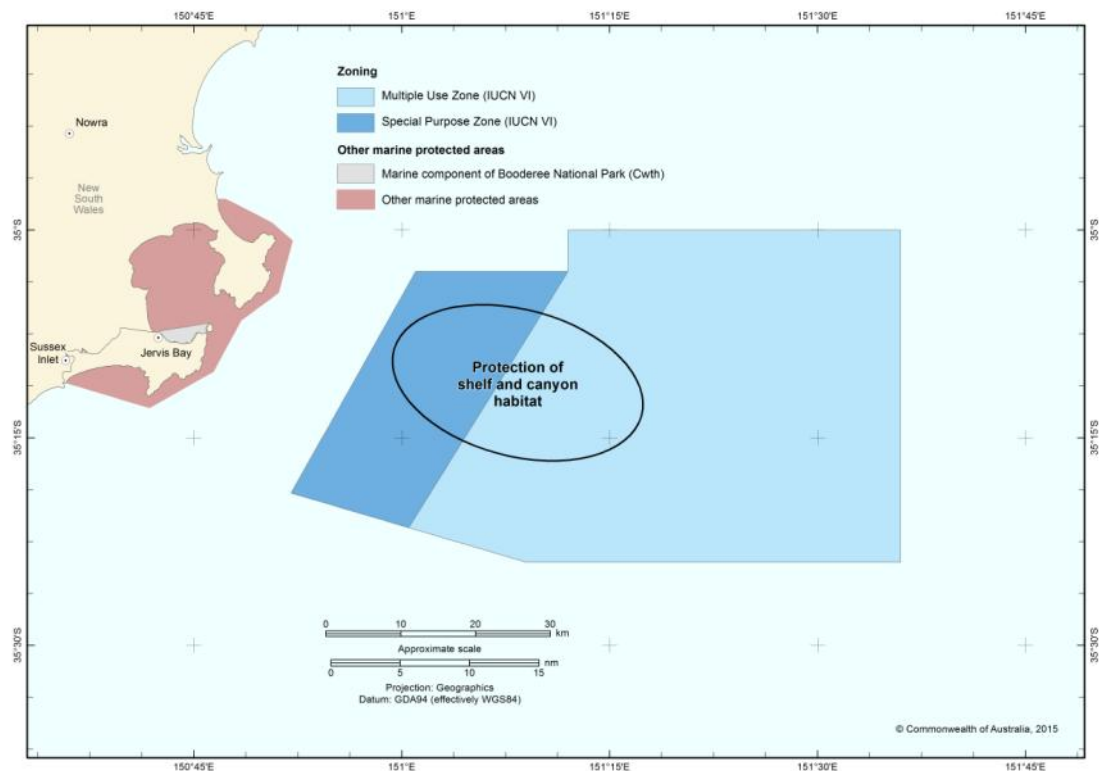 150°45'E
151°E
151°15'E
151°30'E
151°45'E
Zoning
Multiple Use Zone (IUCN VI)
Special Purpose Zone (IUCN VI)
Other marine protected areas
Marine component of Booderee National Park (Cwth)
Other marine protected areas
Nowra
New
South
Wales
35°S
35°S
Sussex
Inlet
Jervis Bay
Protection of
shelf and canyon
habitat
35°15'S
35°15'S
35°30'S
35°30'S
0 10 20 30
km
Approximate scale
0 5 10 15
nm
Projection: Geographics
Datum: GDA94 (effectively WGS84)
© Commonwealth of Australia, 2015
150°45'E
151°E
151°15'E
151°30'E
151°45'E